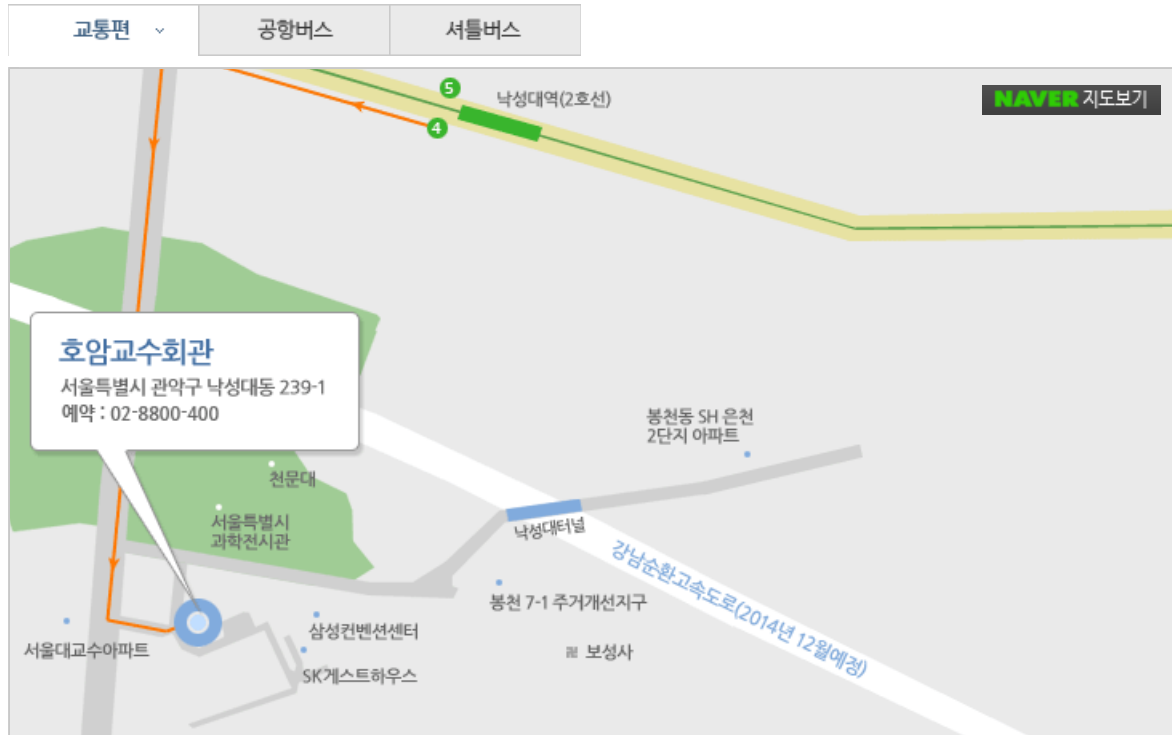 교통편
공항버스
셔틀버스
5
낙성대역(2호선)
NAVER 지도보기
4
호암교수회관
서울특별시 관악구 낙성대동 239-1
예약 : 02-8800-400
봉천동 SH 은천
2단지 아파트
천문대
서울특별시
과학전시관
낙성대터널
강남순환고속도로(2014년 12월예정)
봉천 7-1 주거개선지구
삼성컨벤션센터
서울대교수아파트
보성사
SK게스트하우스